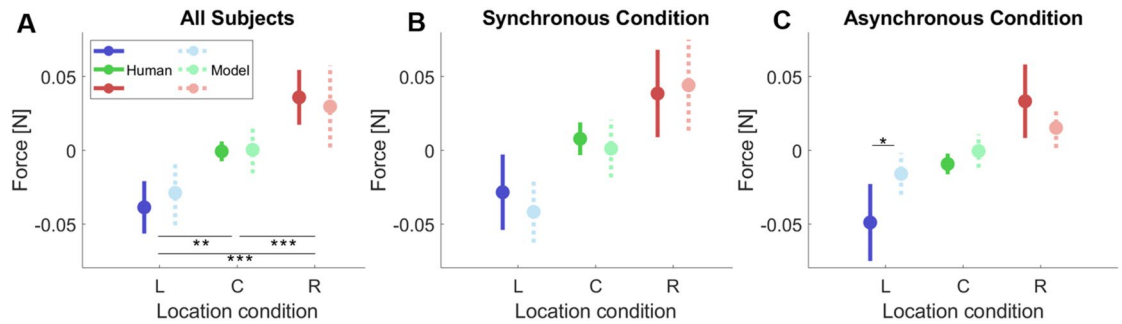 A
All Subjects
Human
Model
Force [N]
0.05
0
-0.05
**
***
***
L
C
R
Location condition
B
Synchronous Condition
Force [N]
0.05
0
-0.05
L
C
R
Location condition
C
Asynchronous Condition
Force [N]
0.05
0
-0.05
*
L
C
R
Location condition